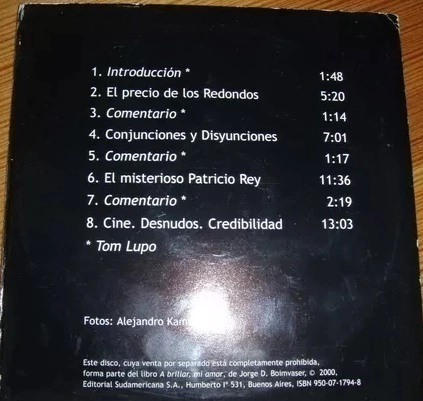 1. Introducción * 1:48
2. El precio de los Redondos 5:20
3. Comentario * 1:14
4. Conjunciones y Disyunciones 7:01
5. Comentario * 1:17
6. El misterioso Patricio Rey 11:36
7. Comentario * 2:19
8. Cine. Desnudos. Credibilidad 13:03
* Tom Lupo
Fotos: Alejandro
Este disco, cuya venta por separado está completamente prohibida,
forma parte del libro A brillar, mi amor, de Jorge D. Boimvaser, © 2000,
Editorial Sudamericana S.A., Humberto Iº 531, Buenos Aires, ISBN 950-07-1794-8